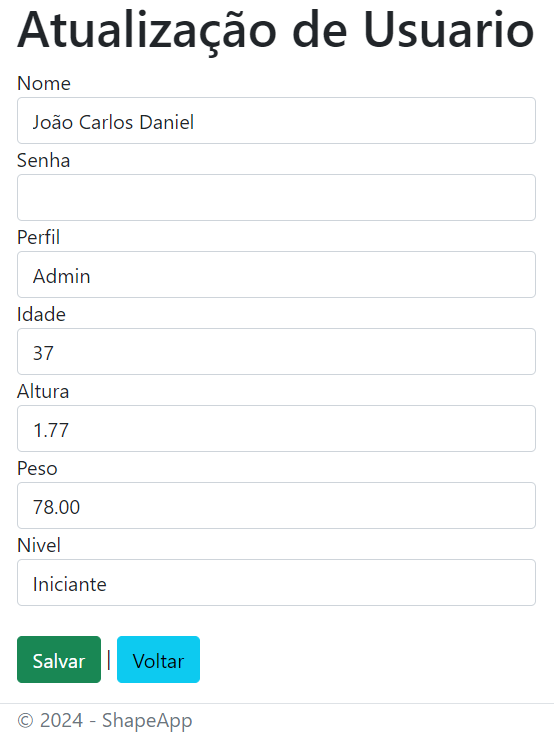 Atualização de Usuario
Nome
João Carlos Daniel
Senha
Perfil
Admin
Idade
37
Altura
1.77
Peso
78.00
Nivel
Iniciante
Salvar | Voltar
© 2024 - ShapeApp